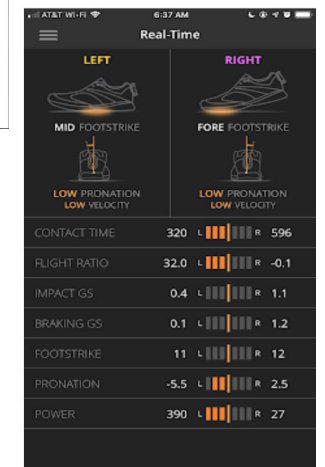 AT&T Wi-Fi 6:37 AM
Real-Time
LEFT RIGHT
MID FOOTSTRIKE FORE FOOTSTRIKE
LOW PRONATION LOW PRONATION
LOW VELOCITY LOW VELOCITY
CONTACT TIME 320 L R 596
FLIGHT RATIO 32.0 L R -0.1
IMPACT GS 0.4 L R 1.1
BRAKING GS 0.1 L R 1.2
FOOTSTRIKE 11 L R 12
PRONATION -5.5 L R 2.5
POWER 390 L R 27